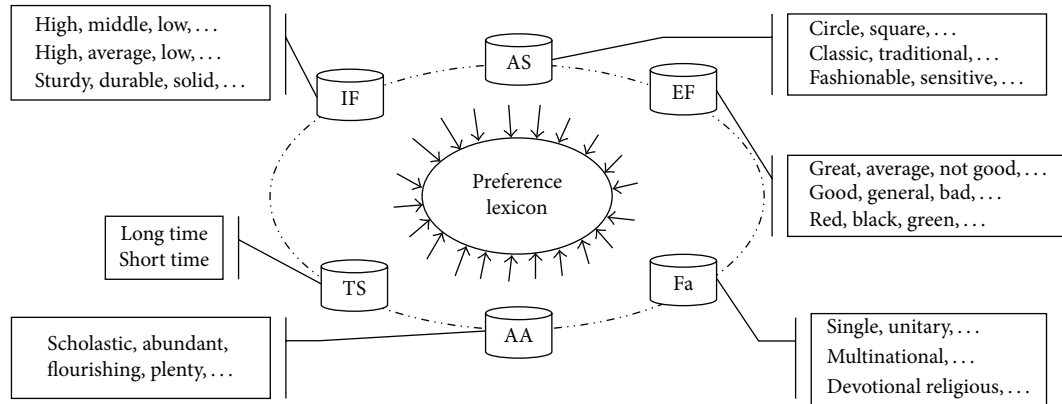 High, middle, low, . . .
High, average, low, . . .
Sturdy, durable, solid, . . .
IF
AS
Circle, square, . . .
Classic, traditional, . . .
Fashionable, sensitive, . . .
EF
Preference
lexicon
Great, average, not good, . . .
Good, general, bad, . . .
Red, black, green, . . .
Long time
Short time
TS
Fa
Scholastic, abundant,
flourishing, plenty, . . .
AA
Single, unitary, . . .
Multinational, . . .
Devotional religious, . . .